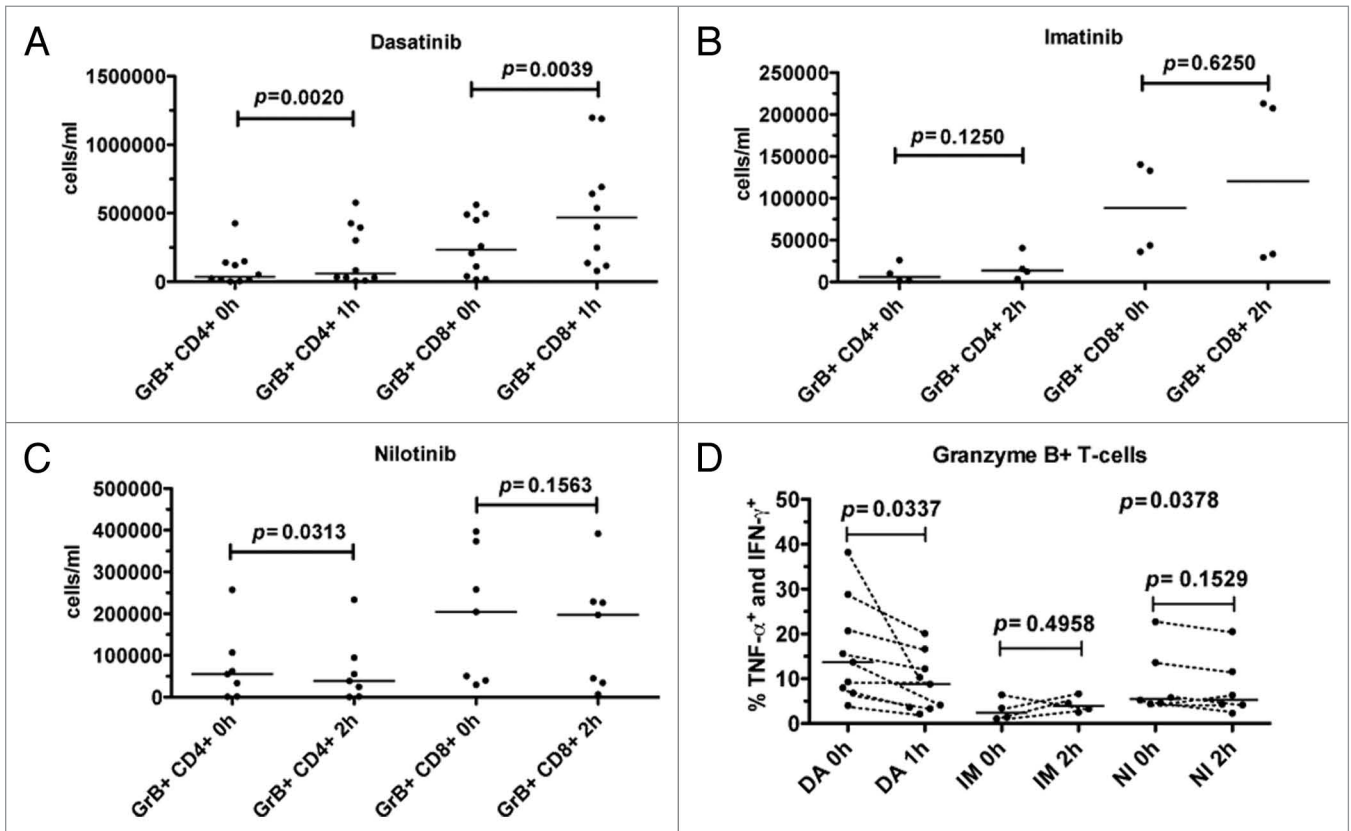 A
Dasatinib
p=0.0020
p=0.0039
cells/ml
1500000
1000000
500000
0
GrB+ CD4+ 0h
GrB+ CD4+ 1h
GrB+ CD8+ 0h
GrB+ CD8+ 1h
B
Imatinib
p=0.1250
p=0.6250
cells/ml
250000
200000
150000
100000
50000
0
GrB+ CD4+ 0h
GrB+ CD4+ 2h
GrB+ CD8+ 0h
GrB+ CD8+ 2h
C
Nilotinib
p=0.0313
p=0.1563
cells/ml
500000
400000
300000
200000
100000
0
GrB+ CD4+ 0h
GrB+ CD4+ 2h
GrB+ CD8+ 0h
GrB+ CD8+ 2h
D
Granzyme B+ T-cells
p=0.0337
p=0.0378
p=0.4958
p= 0.1529
% TNF-α⁺ and IFN-γ⁺
50
40
30
20
10
0
DA 0h
DA 1h
IM 0h
IM 2h
NI 0h
NI 2h